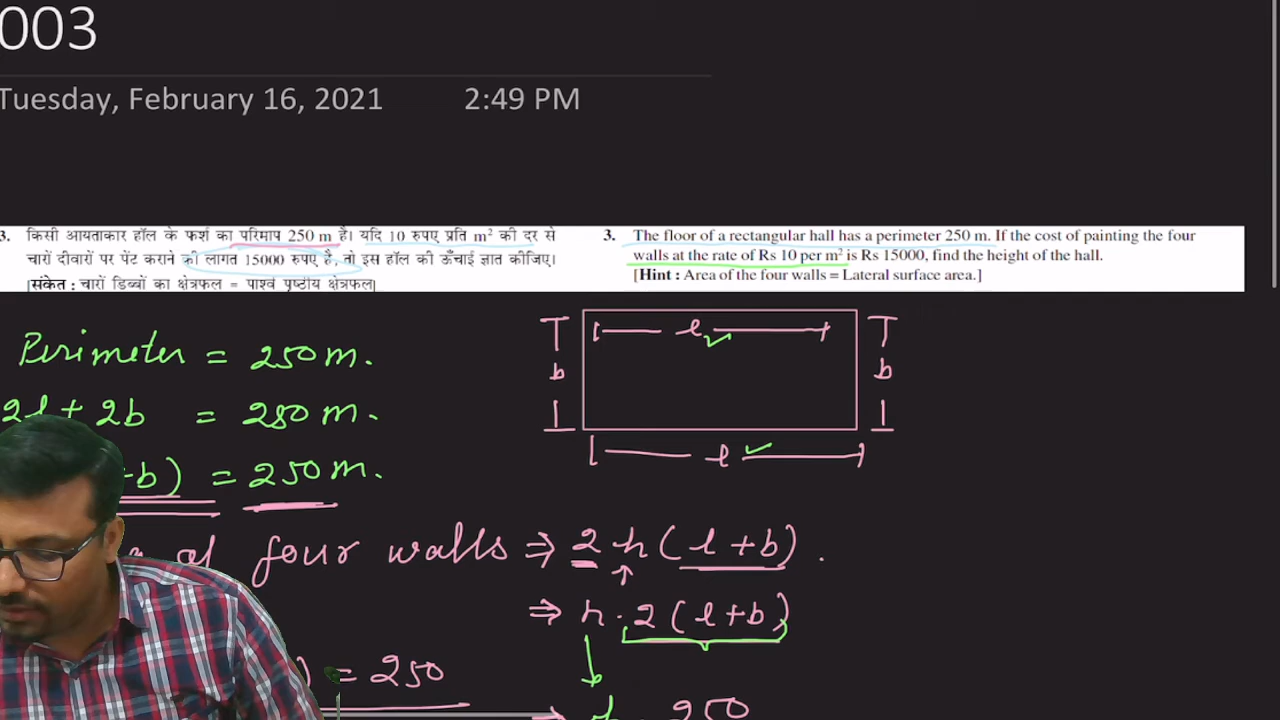 003
Tuesday, February 16, 2021 2:49 PM
3. किसी आयताकार हॉल के फर्श का परिमाप 250 m है। यदि 10 रुपए प्रति m² की दर से
चारों दीवारों पर पेंट कराने की लागत 15000 रुपए है, तो इस हॉल की ऊँचाई ज्ञात कीजिए।
[संकेत : चारों डिब्बों का क्षेत्रफल = पार्श्व पृष्ठीय क्षेत्रफल]
3. The floor of a rectangular hall has a perimeter 250 m. If the cost of painting the four
walls at the rate of Rs 10 per m² is Rs 15000, find the height of the hall.
[Hint : Area of the four walls = Lateral surface area.]
l
b b
l
Perimeter = 250 m.
2l + 2b = 250 m.
+b) = 250 m.
of four walls ⇒ 2 h ( l + b ) .
⇒ h . 2 ( l + b )
) = 250
⇒ h 250